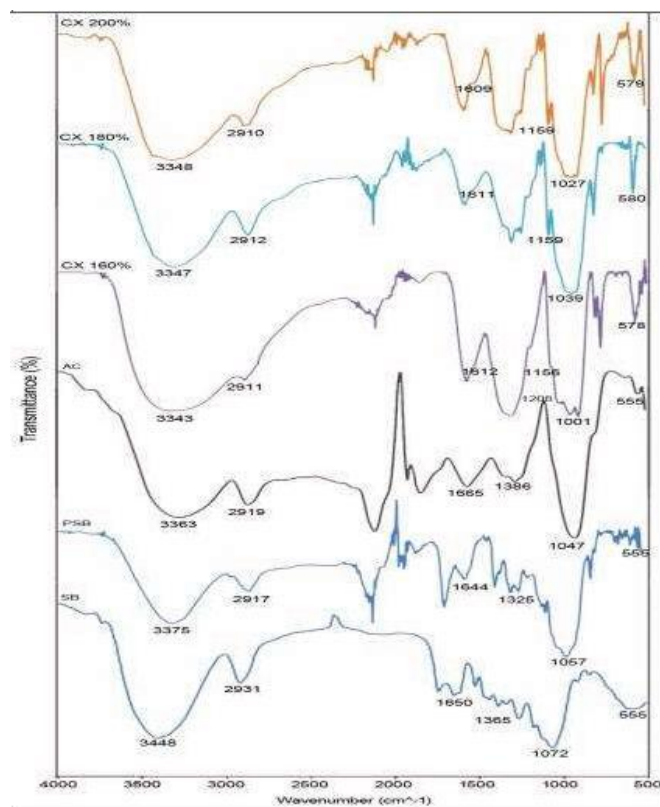 CX 200%
3348 2910 1609 1159 1027 579
CX 180%
3347 2912 1611 1159 1039 580
CX 160%
3343 2911 1612 1156 1206 1001 578
AC
3363 2919 1665 1386 1047 555
PSB
3375 2917 1644 1325 1057 555
SB
3448 2931 1650 1365 1072 555
Transmittance (%)
4000 3500 3000 2500 2000 1500 1000 500
Wavenumber (cm^-1)